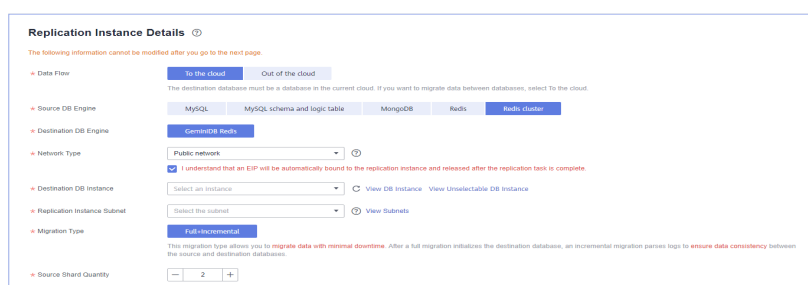 Replication Instance Details ?
The following information cannot be modified after you go to the next page.
* Data Flow To the cloud Out of the cloud
The destination database must be a database in the current cloud. If you want to migrate data between databases, select To the cloud.
* Source DB Engine MySQL MySQL schema and logic table MongoDB Redis Redis cluster
* Destination DB Engine GeminiDB Redis
* Network Type Public network ?
I understand that an EIP will be automatically bound to the replication instance and released after the replication task is complete.
* Destination DB Instance Select an instance View DB Instance View Unselectable DB Instance
* Replication Instance Subnet Select the subnet ? View Subnets
* Migration Type Full+Incremental
This migration type allows you to migrate data with minimal downtime. After a full migration initializes the destination database, an incremental migration parses logs to ensure data consistency between
the source and destination databases.
* Source Shard Quantity − 2 +